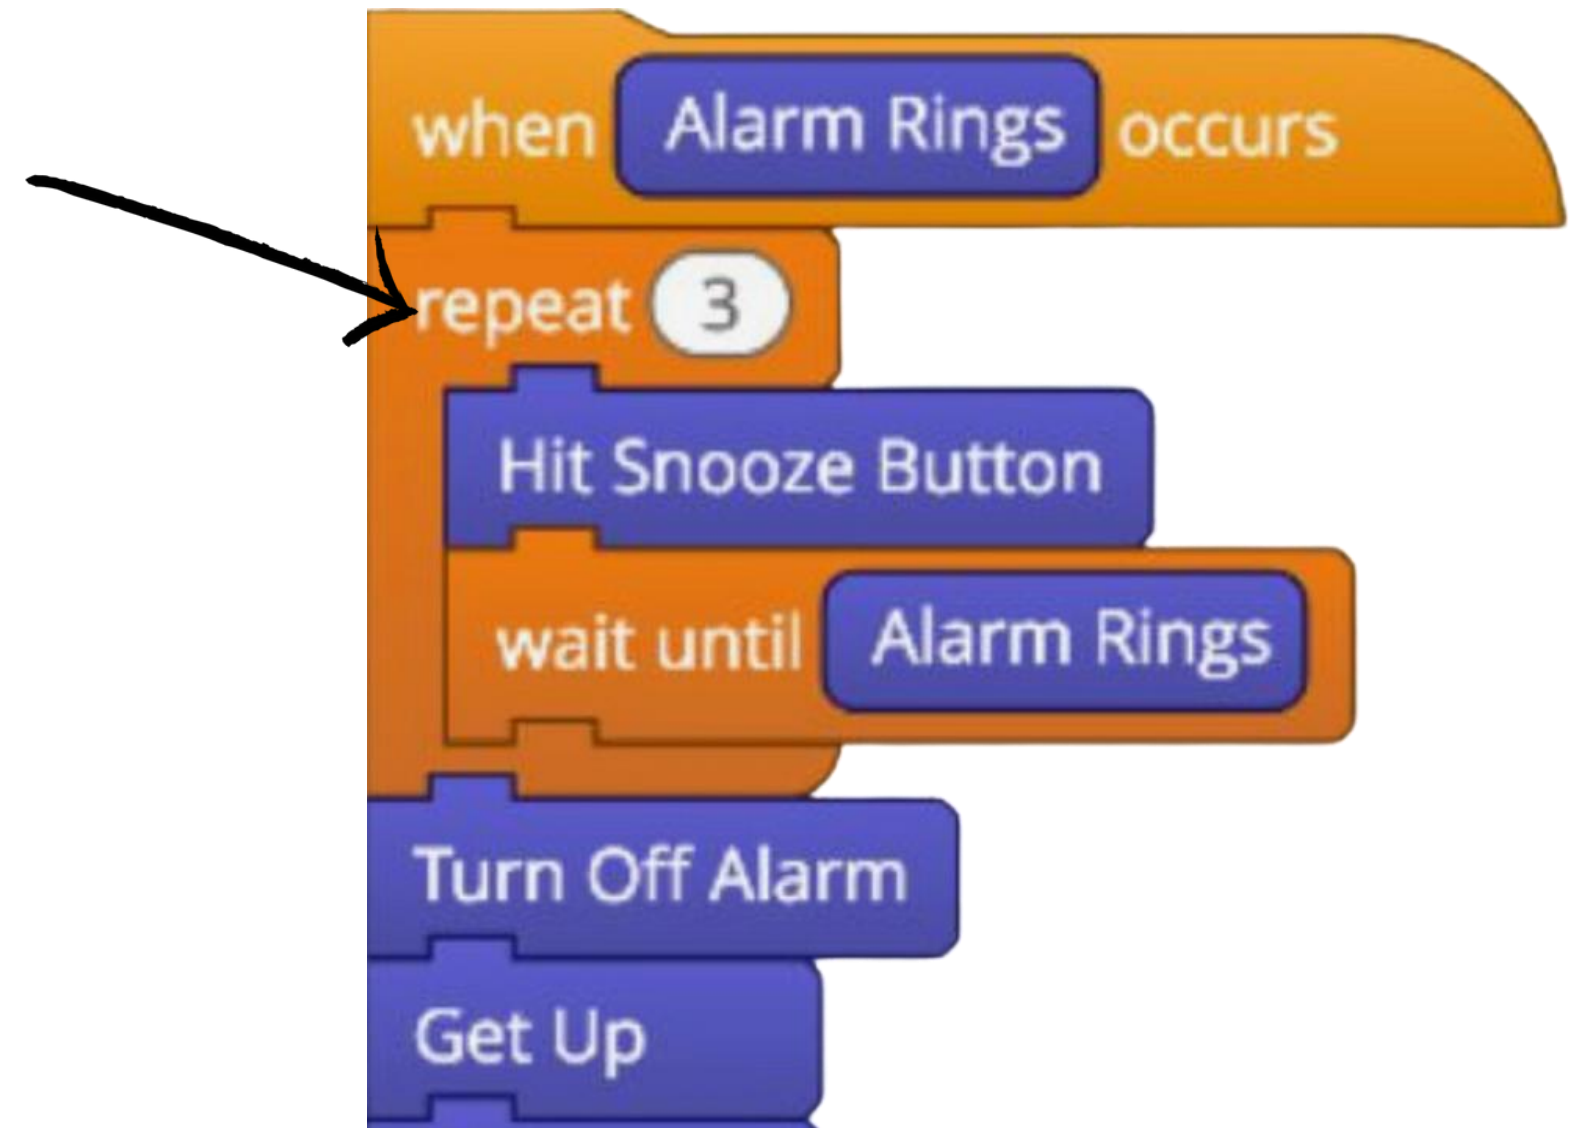 when Alarm Rings occurs
repeat 3
Hit Snooze Button
wait until Alarm Rings
Turn Off Alarm
Get Up